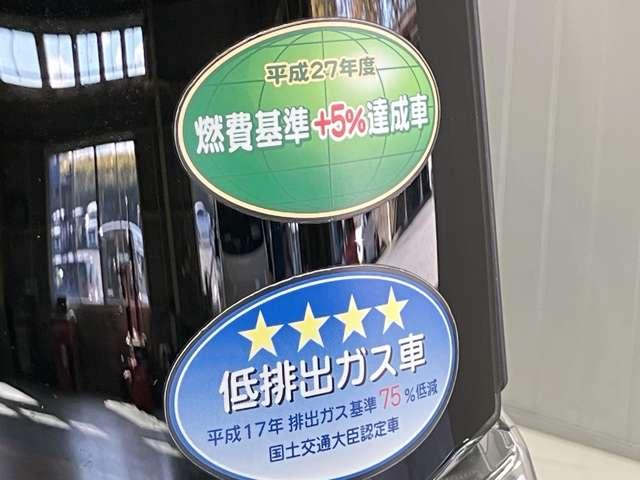 平成27年度
燃費基準+5%達成車
低排出ガス車
平成17年 排出ガス基準75%低減
国土交通大臣認定車